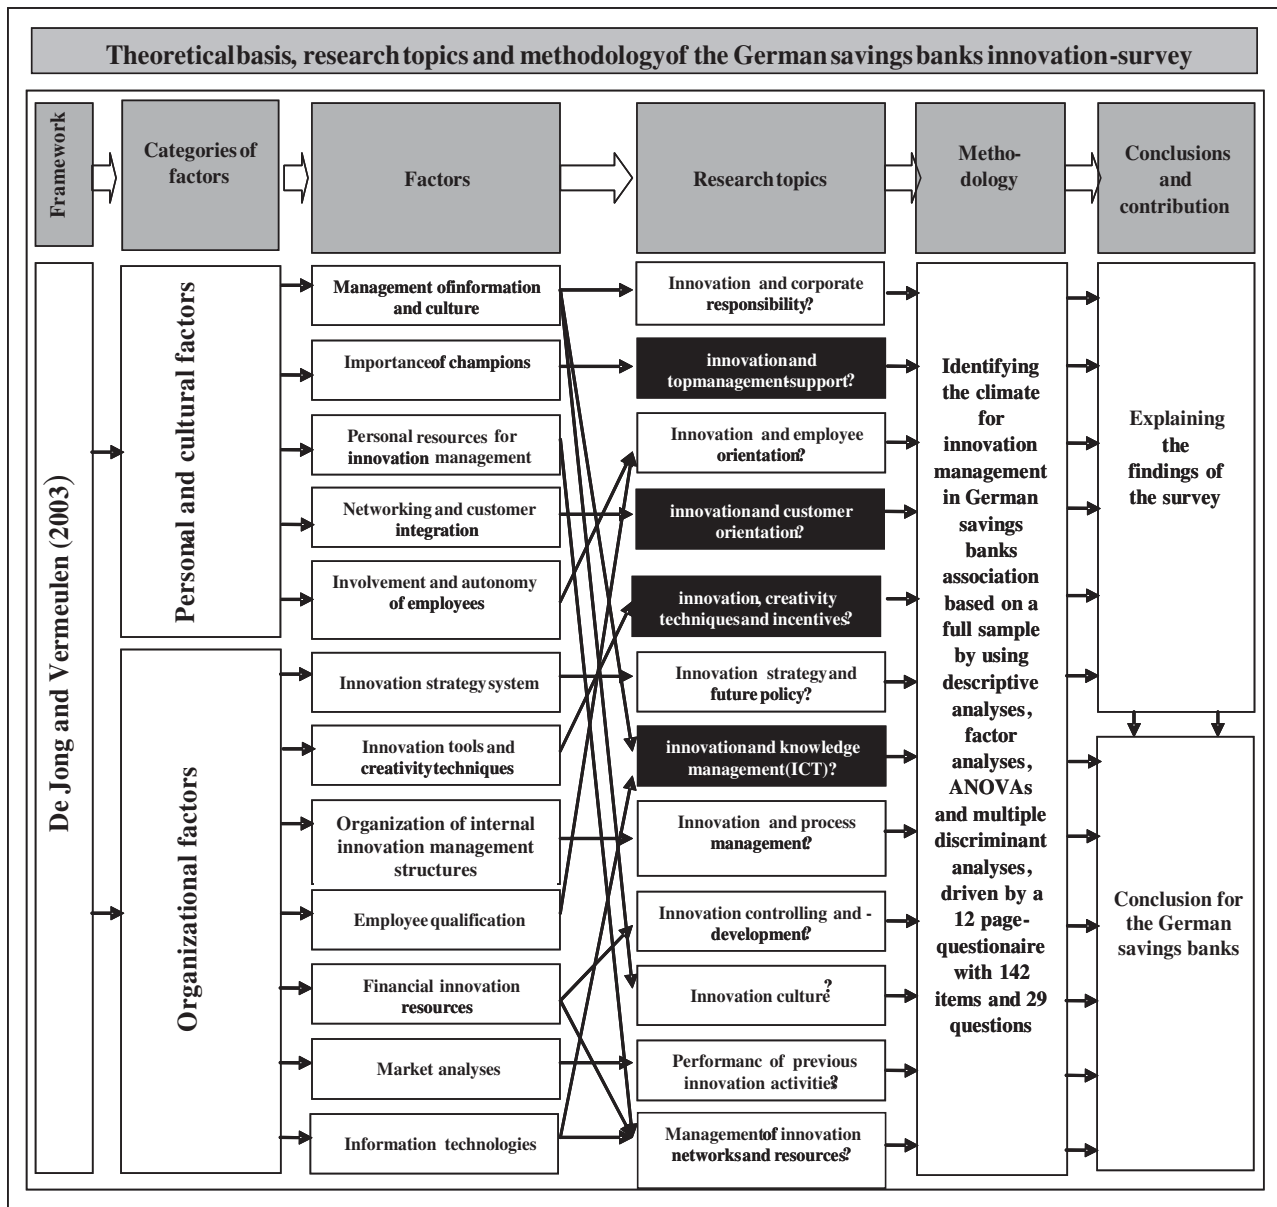 Theoretical basis, research topics and methodology of the German savings banks innovation-survey
Framework
Categories of
factors
Factors
Research topics
Metho-
dology
Conclusions
and
contribution
De Jong and Vermeulen (2003)
Personal and cultural factors
Organizational factors
Management of information
and culture
Importance of champions
Personal resources for
innovation management
Networking and customer
integration
Involvement and autonomy
of employees
Innovation strategy system
Innovation tools and
creativity techniques
Organization of internal
innovation management
structures
Employee qualification
Financial innovation
resources
Market analyses
Information technologies
Innovation and corporate
responsibility?
innovation and
topmanagement-support?
Innovation and employee
orientation?
innovation and customer
orientation?
innovation, creativity
techniques and incentives?
Innovation strategy and
future policy?
innovation and knowledge
management (ICT)?
Innovation and process
management?
Innovation controlling and -
development?
Innovation culture?
Performanc of previous
innovation activities?
Management of innovation
networks and resources?
Identifying
the climate
for
innovation
management
in German
savings
banks
association
based on a
full sample
by using
descriptive
analyses,
factor
analyses,
ANOVAs
and multiple
discriminant
analyses,
driven by a
12 page-
questionaire
with 142
items and 29
questions
Explaining
the
findings of
the survey
Conclusion for
the German
savings banks